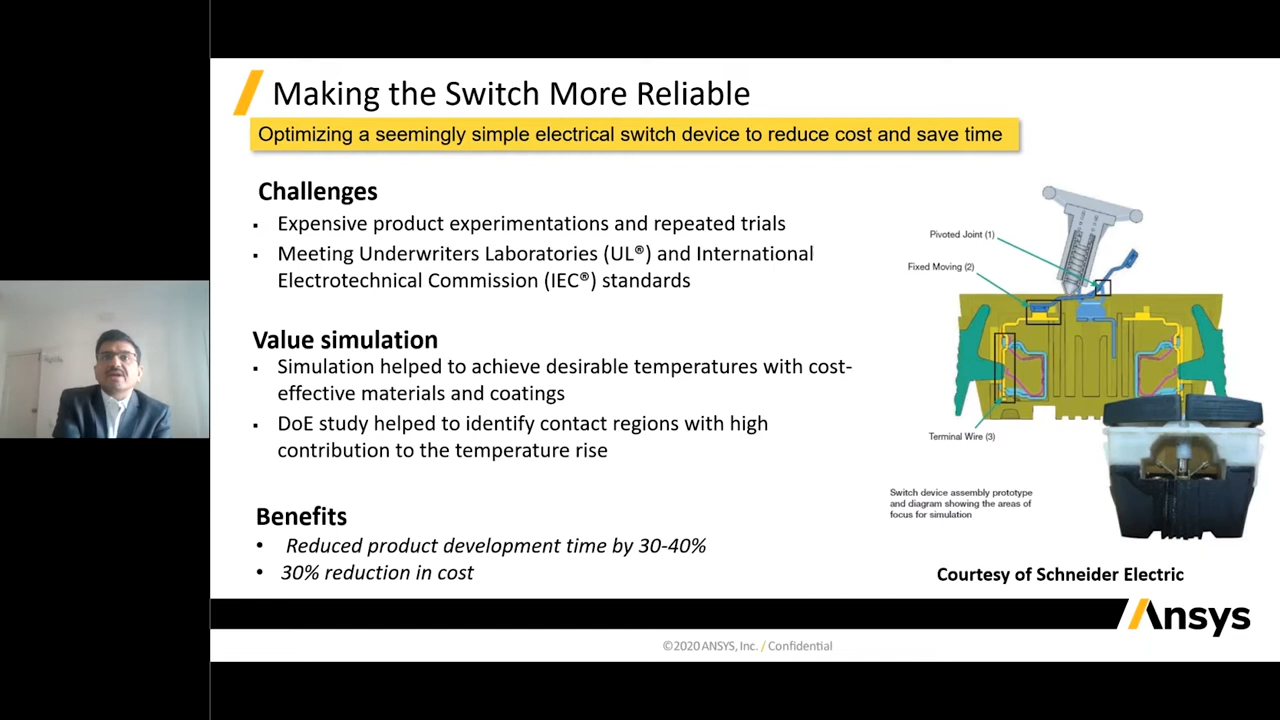 Making the Switch More Reliable
Optimizing a seemingly simple electrical switch device to reduce cost and save time
Challenges
▪ Expensive product experimentations and repeated trials
▪ Meeting Underwriters Laboratories (UL®) and International
Electrotechnical Commission (IEC®) standards
Value simulation
▪ Simulation helped to achieve desirable temperatures with cost-
effective materials and coatings
▪ DoE study helped to identify contact regions with high
contribution to the temperature rise
Benefits
• Reduced product development time by 30-40%
• 30% reduction in cost
Pivoted Joint (1)
Fixed Moving (2)
Terminal Wire (3)
Switch device assembly prototype
and diagram showing the areas of
focus for simulation
Courtesy of Schneider Electric
Ansys
©2020 ANSYS, Inc. / Confidential